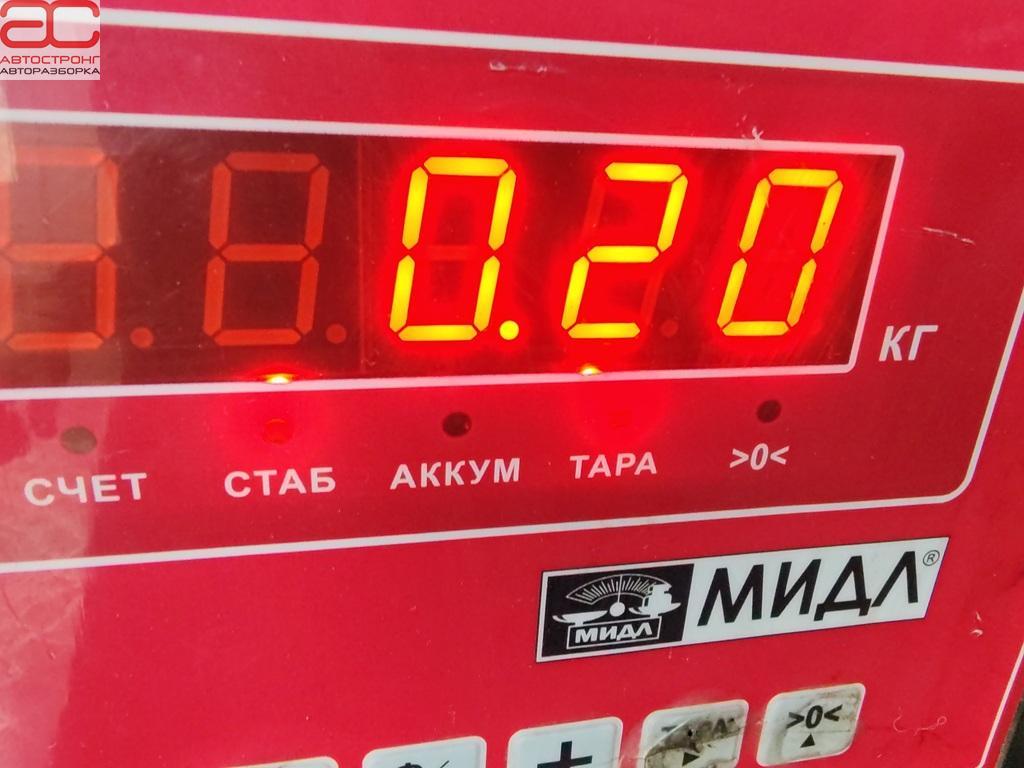 ас
АВТОСТРОНГ
АВТОРАЗБОРКА
0.20
КГ
СЧЕТ СТАБ АККУМ ТАРА >0<
МИДЛ МИДЛ®
+ >0<